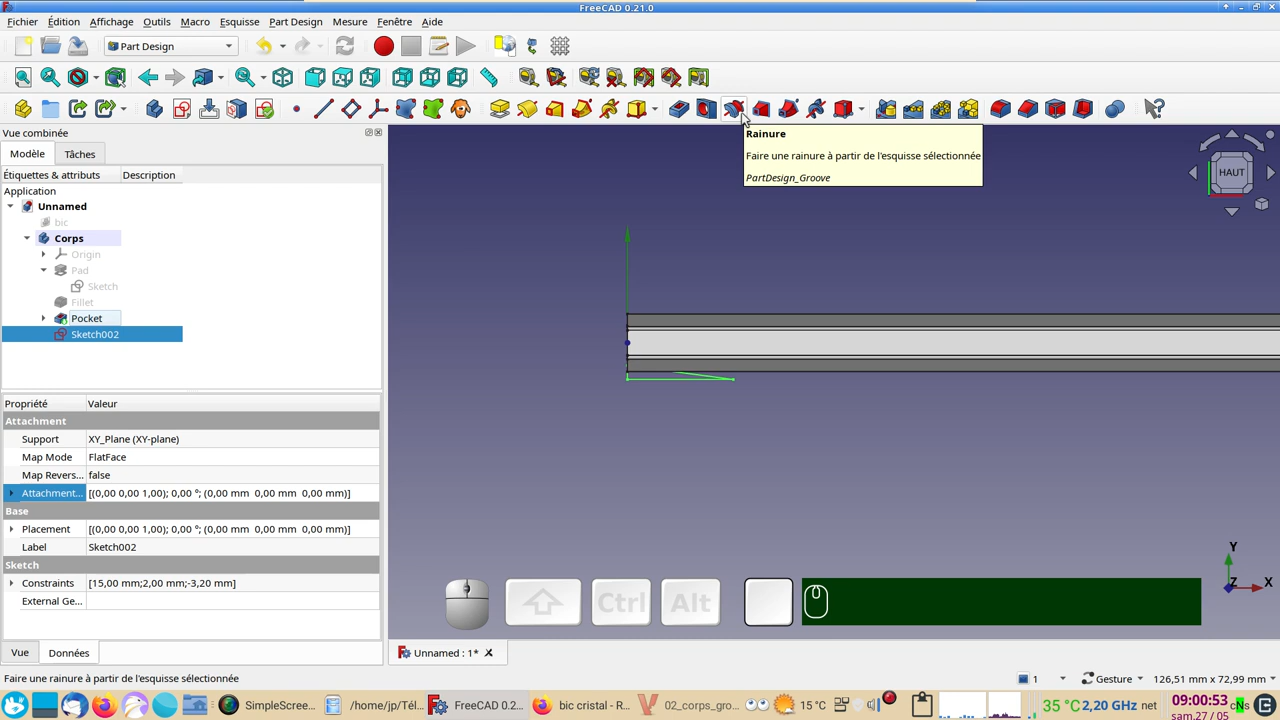 FreeCAD 0.21.0
Fichier Édition Affichage Outils Macro Esquisse Part Design Mesure Fenêtre Aide
Part Design
Vue combinée
Modèle Tâches
Étiquettes & attributs Description
Application
Unnamed
bic
Corps
Origin
Pad
Sketch
Fillet
Pocket
Sketch002
Rainure
Faire une rainure à partir de l'esquisse sélectionnée
PartDesign_Groove
HAUT
Propriété Valeur
Attachment
Support XY_Plane (XY-plane)
Map Mode FlatFace
Map Revers... false
Attachment... [(0,00 0,00 1,00); 0,00 °; (0,00 mm 0,00 mm 0,00 mm)]
Base
Placement [(0,00 0,00 1,00); 0,00 °; (0,00 mm 0,00 mm 0,00 mm)]
Label Sketch002
Sketch
Constraints [15,00 mm;2,00 mm;-3,20 mm]
External Ge...
Y
Z X
Ctrl Alt
Vue Données
Unnamed : 1*
Faire une rainure à partir de l'esquisse sélectionnée
1 Gesture 126,51 mm x 72,99 mm
SimpleScree... /home/jp/Tél... FreeCAD 0.2... bic cristal - R... 02_corps_gro... 15 °C 35 °C 2,20 GHz net 09:00:53 cNs
sam.27 / 05